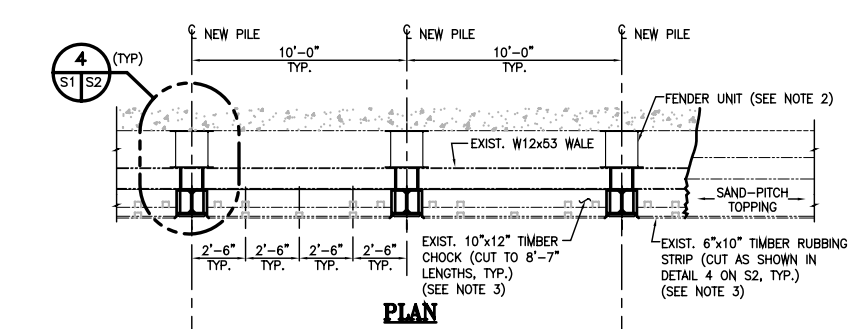 ℄ NEW PILE
℄ NEW PILE
℄ NEW PILE
10'-0"
TYP.
10'-0"
TYP.
4
S1 S2
(TYP)
FENDER UNIT (SEE NOTE 2)
EXIST. W12x53 WALE
SAND-PITCH
TOPPING
2'-6"
TYP.
2'-6"
TYP.
2'-6"
TYP.
2'-6"
TYP.
EXIST. 10"x12" TIMBER
CHOCK (CUT TO 8'-7"
LENGTHS, TYP.)
(SEE NOTE 3)
EXIST. 6"x10" TIMBER RUBBING
STRIP (CUT AS SHOWN IN
DETAIL 4 ON S2, TYP.)
(SEE NOTE 3)
PLAN